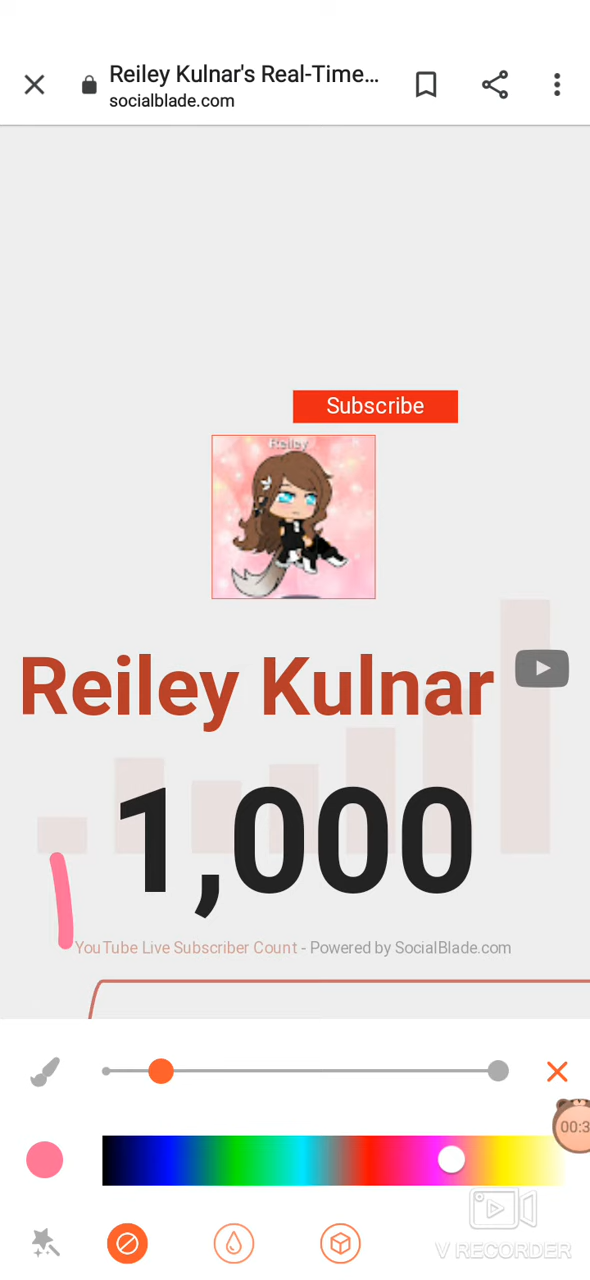 Reiley Kulnar's Real-Time...
socialblade.com
Subscribe
Reiley
Reiley Kulnar
1,000
YouTube Live Subscriber Count - Powered by SocialBlade.com
00:3
V RECORDER